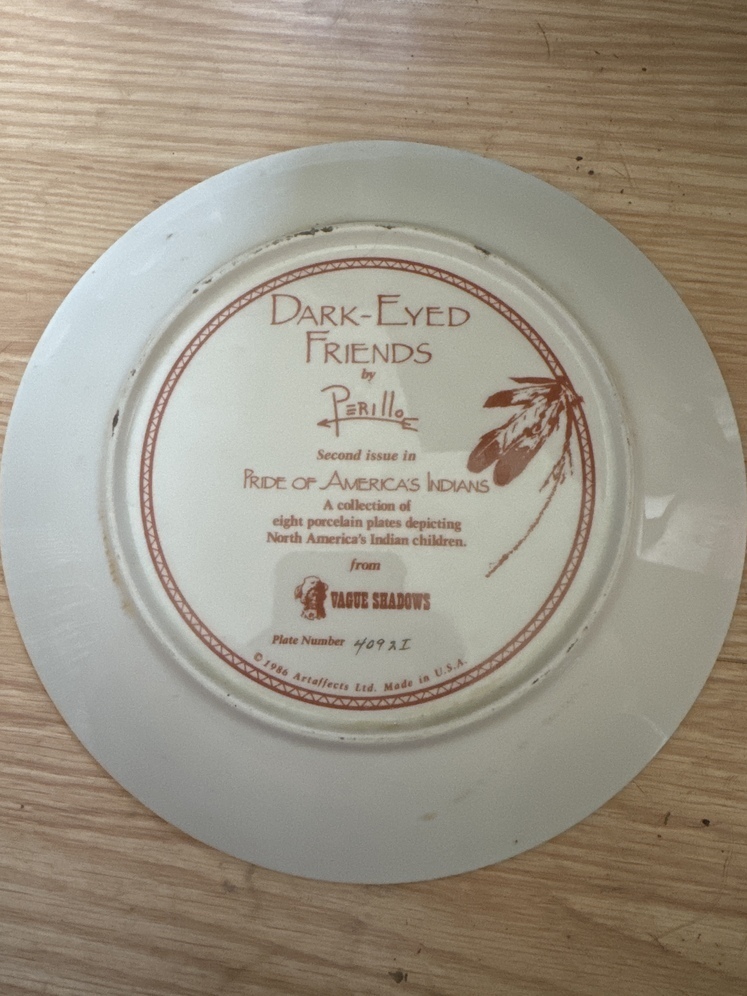 DARK-EYED
FRIENDS
by
PERILLO
Second issue in
PRIDE OF AMERICA'S INDIANS
A collection of
eight porcelain plates depicting
North America's Indian children.
from
VAGUE SHADOWS
Plate Number 4092I
© 1986 Artaffects Ltd. Made in U.S.A.